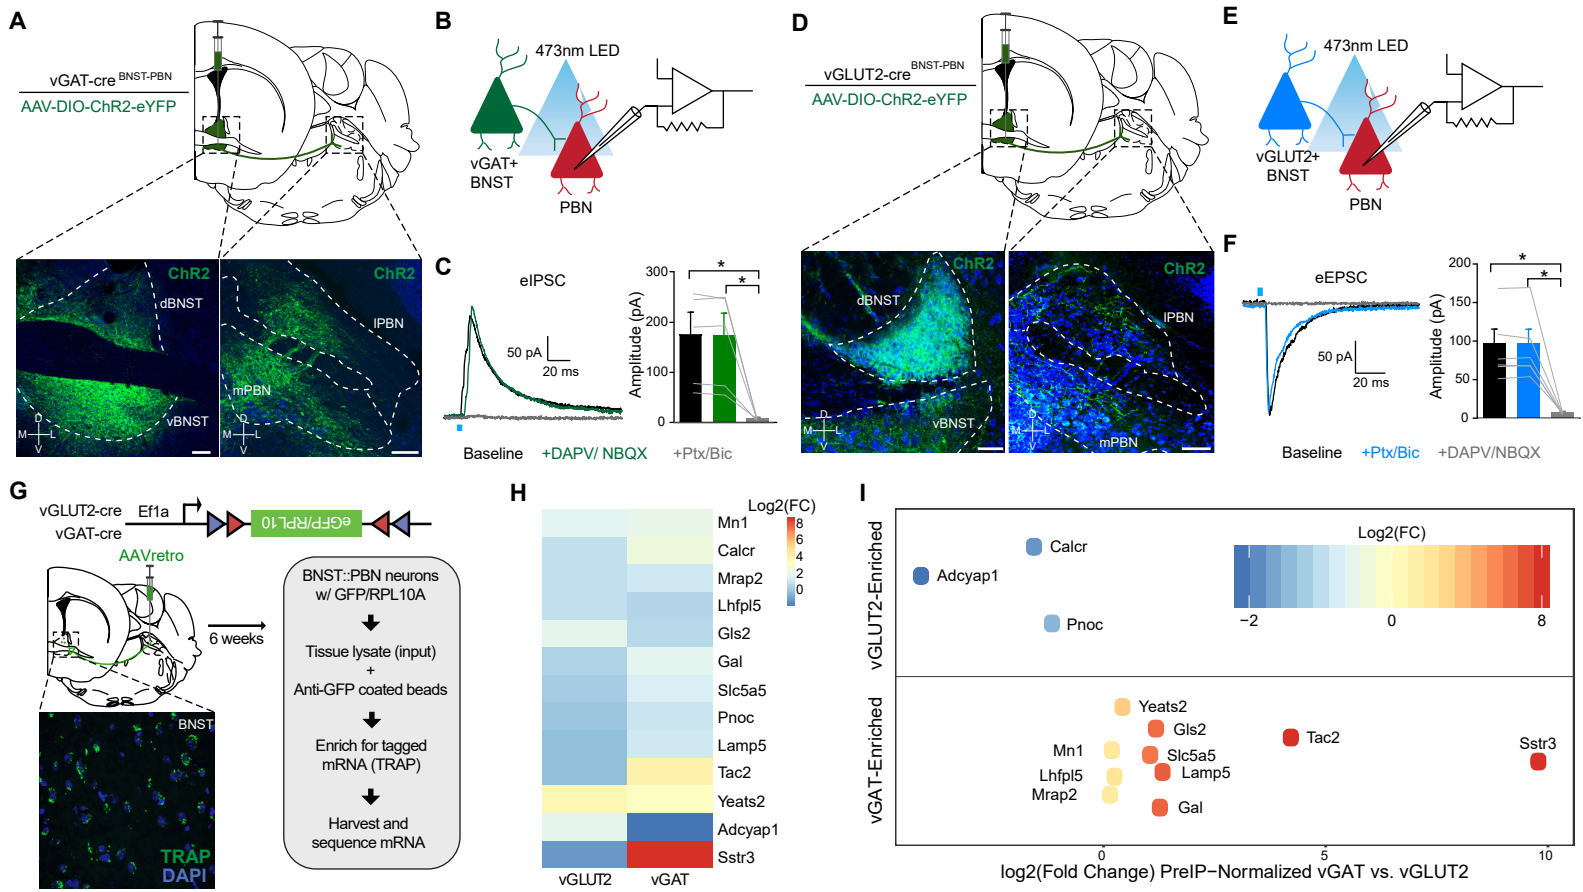 A
vGAT-cre BNST-PBN
AAV-DIO-ChR2-eYFP
ChR2
dBNST
vBNST
D
M L
V
ChR2
lPBN
mPBN
D
M L
V
B
473nm LED
vGAT+
BNST
PBN
C
eIPSC
50 pA
20 ms
Amplitude (pA)
300
200
100
0
*
*
Baseline
+DAPV/ NBQX
+Ptx/Bic
D
vGLUT2-cre BNST-PBN
AAV-DIO-ChR2-eYFP
ChR2
dBNST
vBNST
D
M L
V
ChR2
lPBN
mPBN
D
M L
V
E
473nm LED
vGLUT2+
BNST
PBN
F
eEPSC
50 pA
20 ms
Amplitude (pA)
200
150
100
50
0
*
*
Baseline
+Ptx/Bic
+DAPV/NBQX
G
vGLUT2-cre
vGAT-cre
Ef1a
eGFP/RPL10
AAVretro
6 weeks
BNST
TRAP
DAPI
BNST::PBN neurons
w/ GFP/RPL10A
Tissue lysate (input)
+
Anti-GFP coated beads
Enrich for tagged
mRNA (TRAP)
Harvest and
sequence mRNA
H
Log2(FC)
8
6
4
2
0
Mn1
Calcr
Mrap2
Lhfpl5
Gls2
Gal
Slc5a5
Pnoc
Lamp5
Tac2
Yeats2
Adcyap1
Sstr3
vGLUT2 vGAT
I
vGLUT2-Enriched
vGAT-Enriched
Calcr
Adcyap1
Pnoc
Log2(FC)
−2 0 8
Yeats2
Gls2
Tac2
Mn1
Slc5a5
Sstr3
Lhfpl5
Lamp5
Mrap2
Gal
0 5 10
log2(Fold Change) PreIP−Normalized vGAT vs. vGLUT2